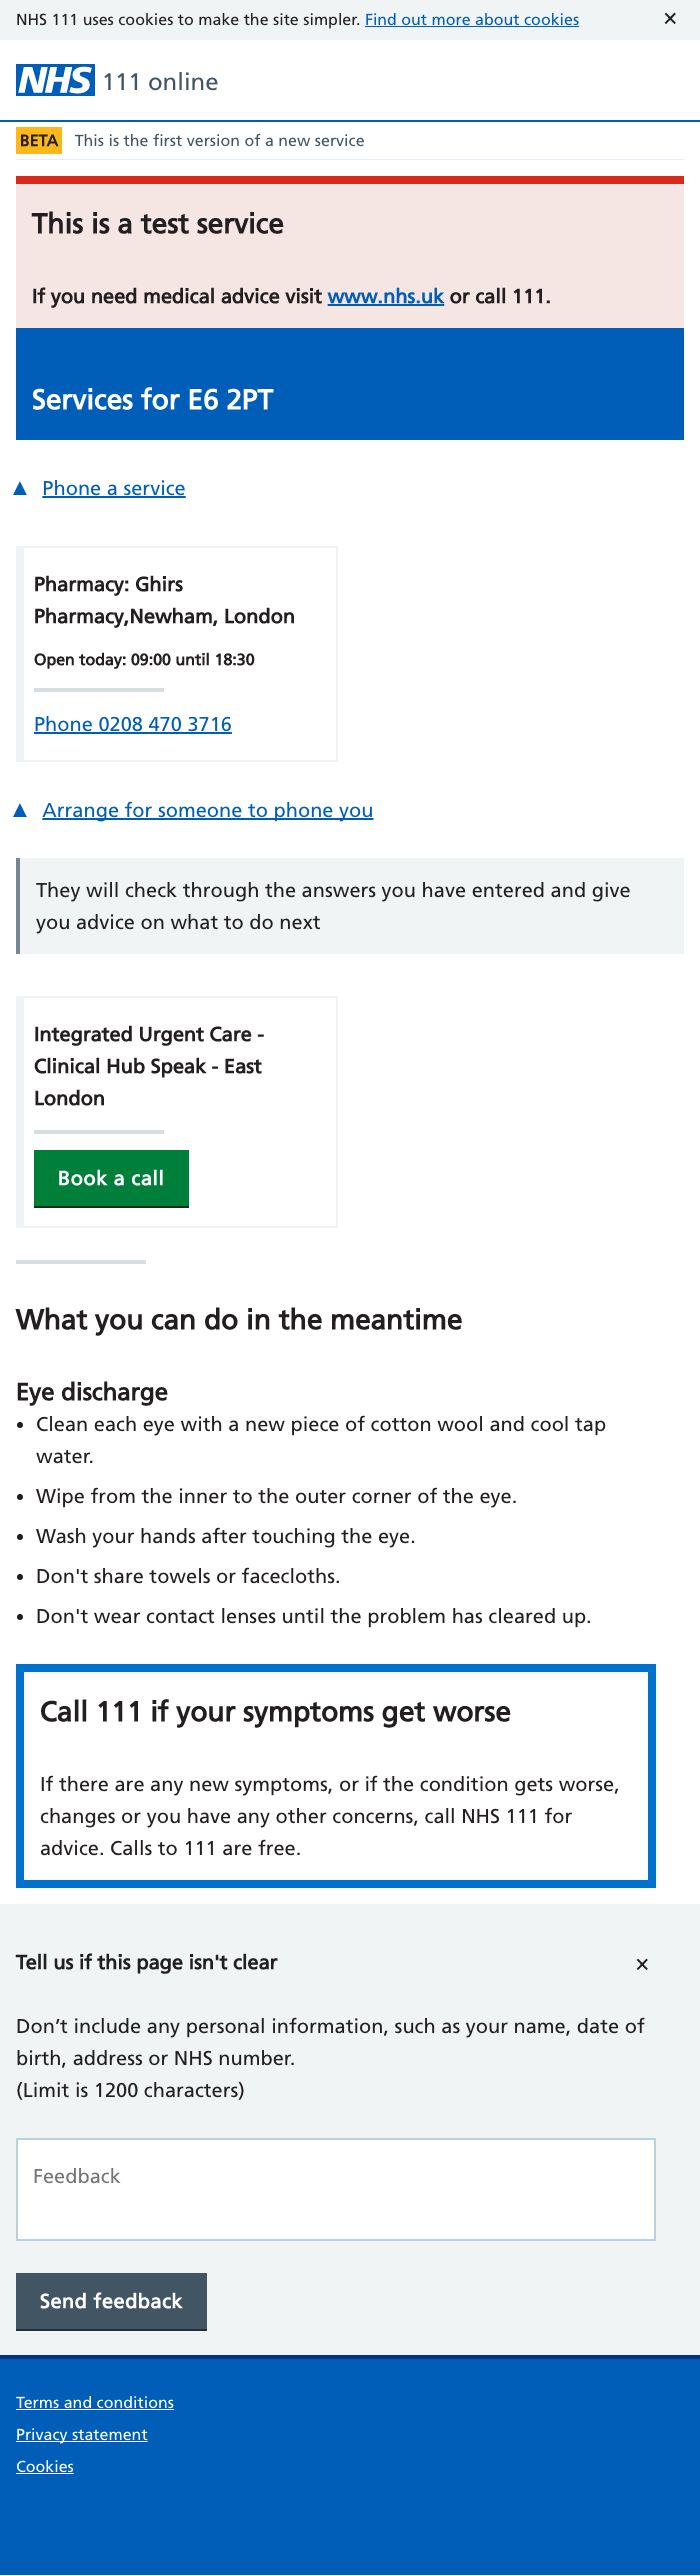 NHS 111 uses cookies to make the site simpler. Find out more about cookies ✕
NHS 111 online
BETA This is the first version of a new service
This is a test service
If you need medical advice visit www.nhs.uk or call 111.
Services for E6 2PT
▲ Phone a service
Pharmacy: Ghirs
Pharmacy,Newham, London
Open today: 09:00 until 18:30
Phone 0208 470 3716
▲ Arrange for someone to phone you
They will check through the answers you have entered and give
you advice on what to do next
Integrated Urgent Care -
Clinical Hub Speak - East
London
Book a call
What you can do in the meantime
Eye discharge
• Clean each eye with a new piece of cotton wool and cool tap
water.
• Wipe from the inner to the outer corner of the eye.
• Wash your hands after touching the eye.
• Don't share towels or facecloths.
• Don't wear contact lenses until the problem has cleared up.
Call 111 if your symptoms get worse
If there are any new symptoms, or if the condition gets worse,
changes or you have any other concerns, call NHS 111 for
advice. Calls to 111 are free.
Tell us if this page isn't clear ✕
Don’t include any personal information, such as your name, date of
birth, address or NHS number.
(Limit is 1200 characters)
Feedback
Send feedback
Terms and conditions
Privacy statement
Cookies